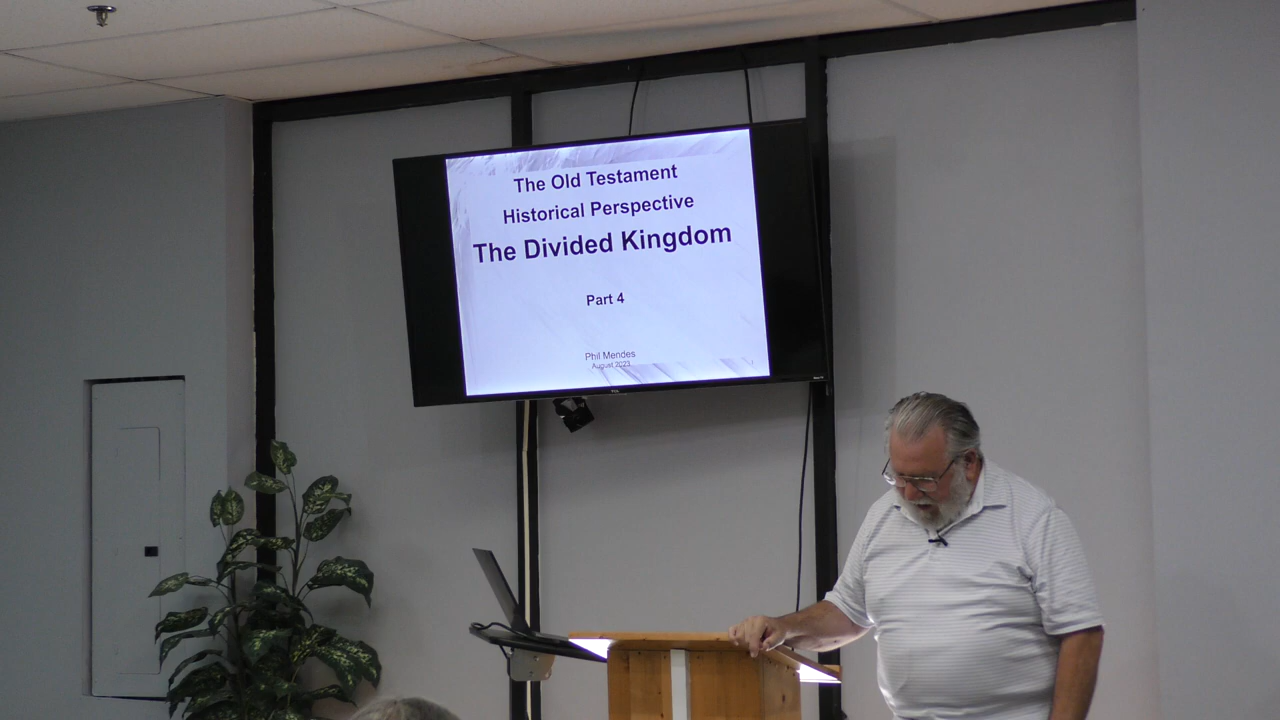 The Old Testament
Historical Perspective
The Divided Kingdom
Part 4
Phil Mendes
August 2023